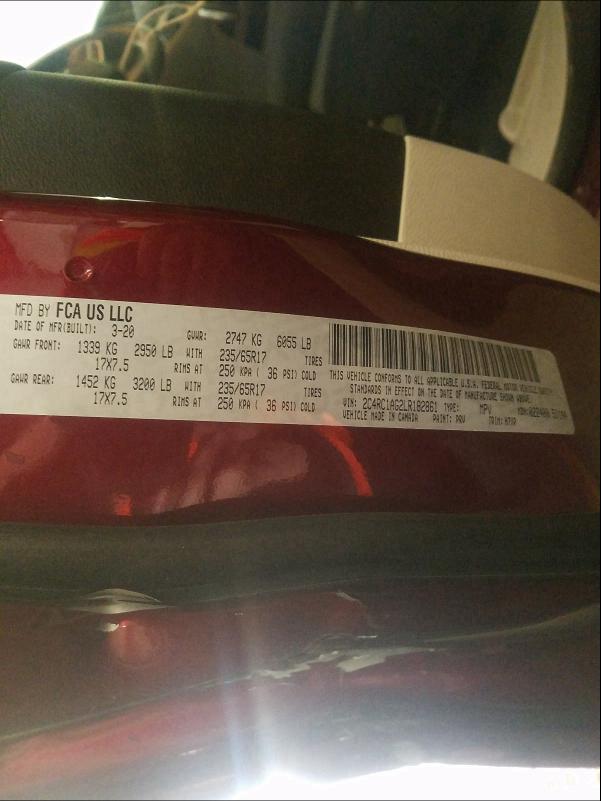 MFD BY FCA US LLC
DATE OF MFR(BUILT): 3-20 GVWR: 2747 KG 6055 LB
GAWR FRONT: 1339 KG 2950 LB WITH 235/65R17 TIRES
17X7.5 RIMS AT 250 KPA ( 36 PSI) COLD
GAWR REAR: 1452 KG 3200 LB WITH 235/65R17 TIRES
17X7.5 RIMS AT 250 KPA ( 36 PSI) COLD
THIS VEHICLE CONFORMS TO ALL APPLICABLE U.S.A. FEDERAL MOTOR VEHICLE SAFETY
STANDARDS IN EFFECT ON THE DATE OF MANUFACTURE SHOWN ABOVE.
VIN: 2C4RC1AG2LR182861 TYPE: MPV MDH:
VEHICLE MADE IN CANADA PAINT: PRV TRIM: